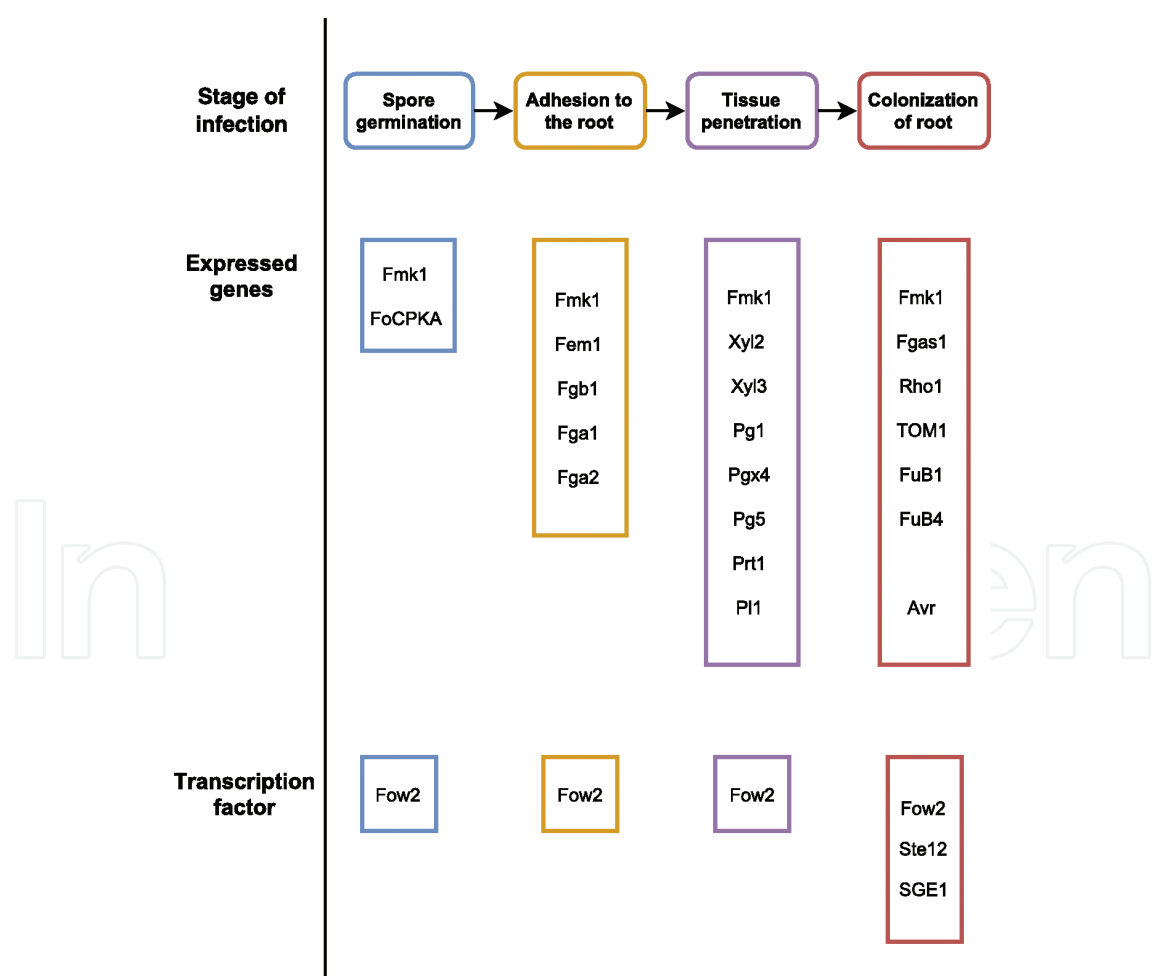 Stage of
infection
Spore
germination
Adhesion to
the root
Tissue
penetration
Colonization
of root
Expressed
genes
Fmk1
FoCPKA
Fmk1
Fem1
Fgb1
Fga1
Fga2
Fmk1
Xyl2
Xyl3
Pg1
Pgx4
Pg5
Prt1
Pl1
Fmk1
Fgas1
Rho1
TOM1
FuB1
FuB4
Avr
Transcription
factor
Fow2
Fow2
Fow2
Fow2
Ste12
SGE1
In
en